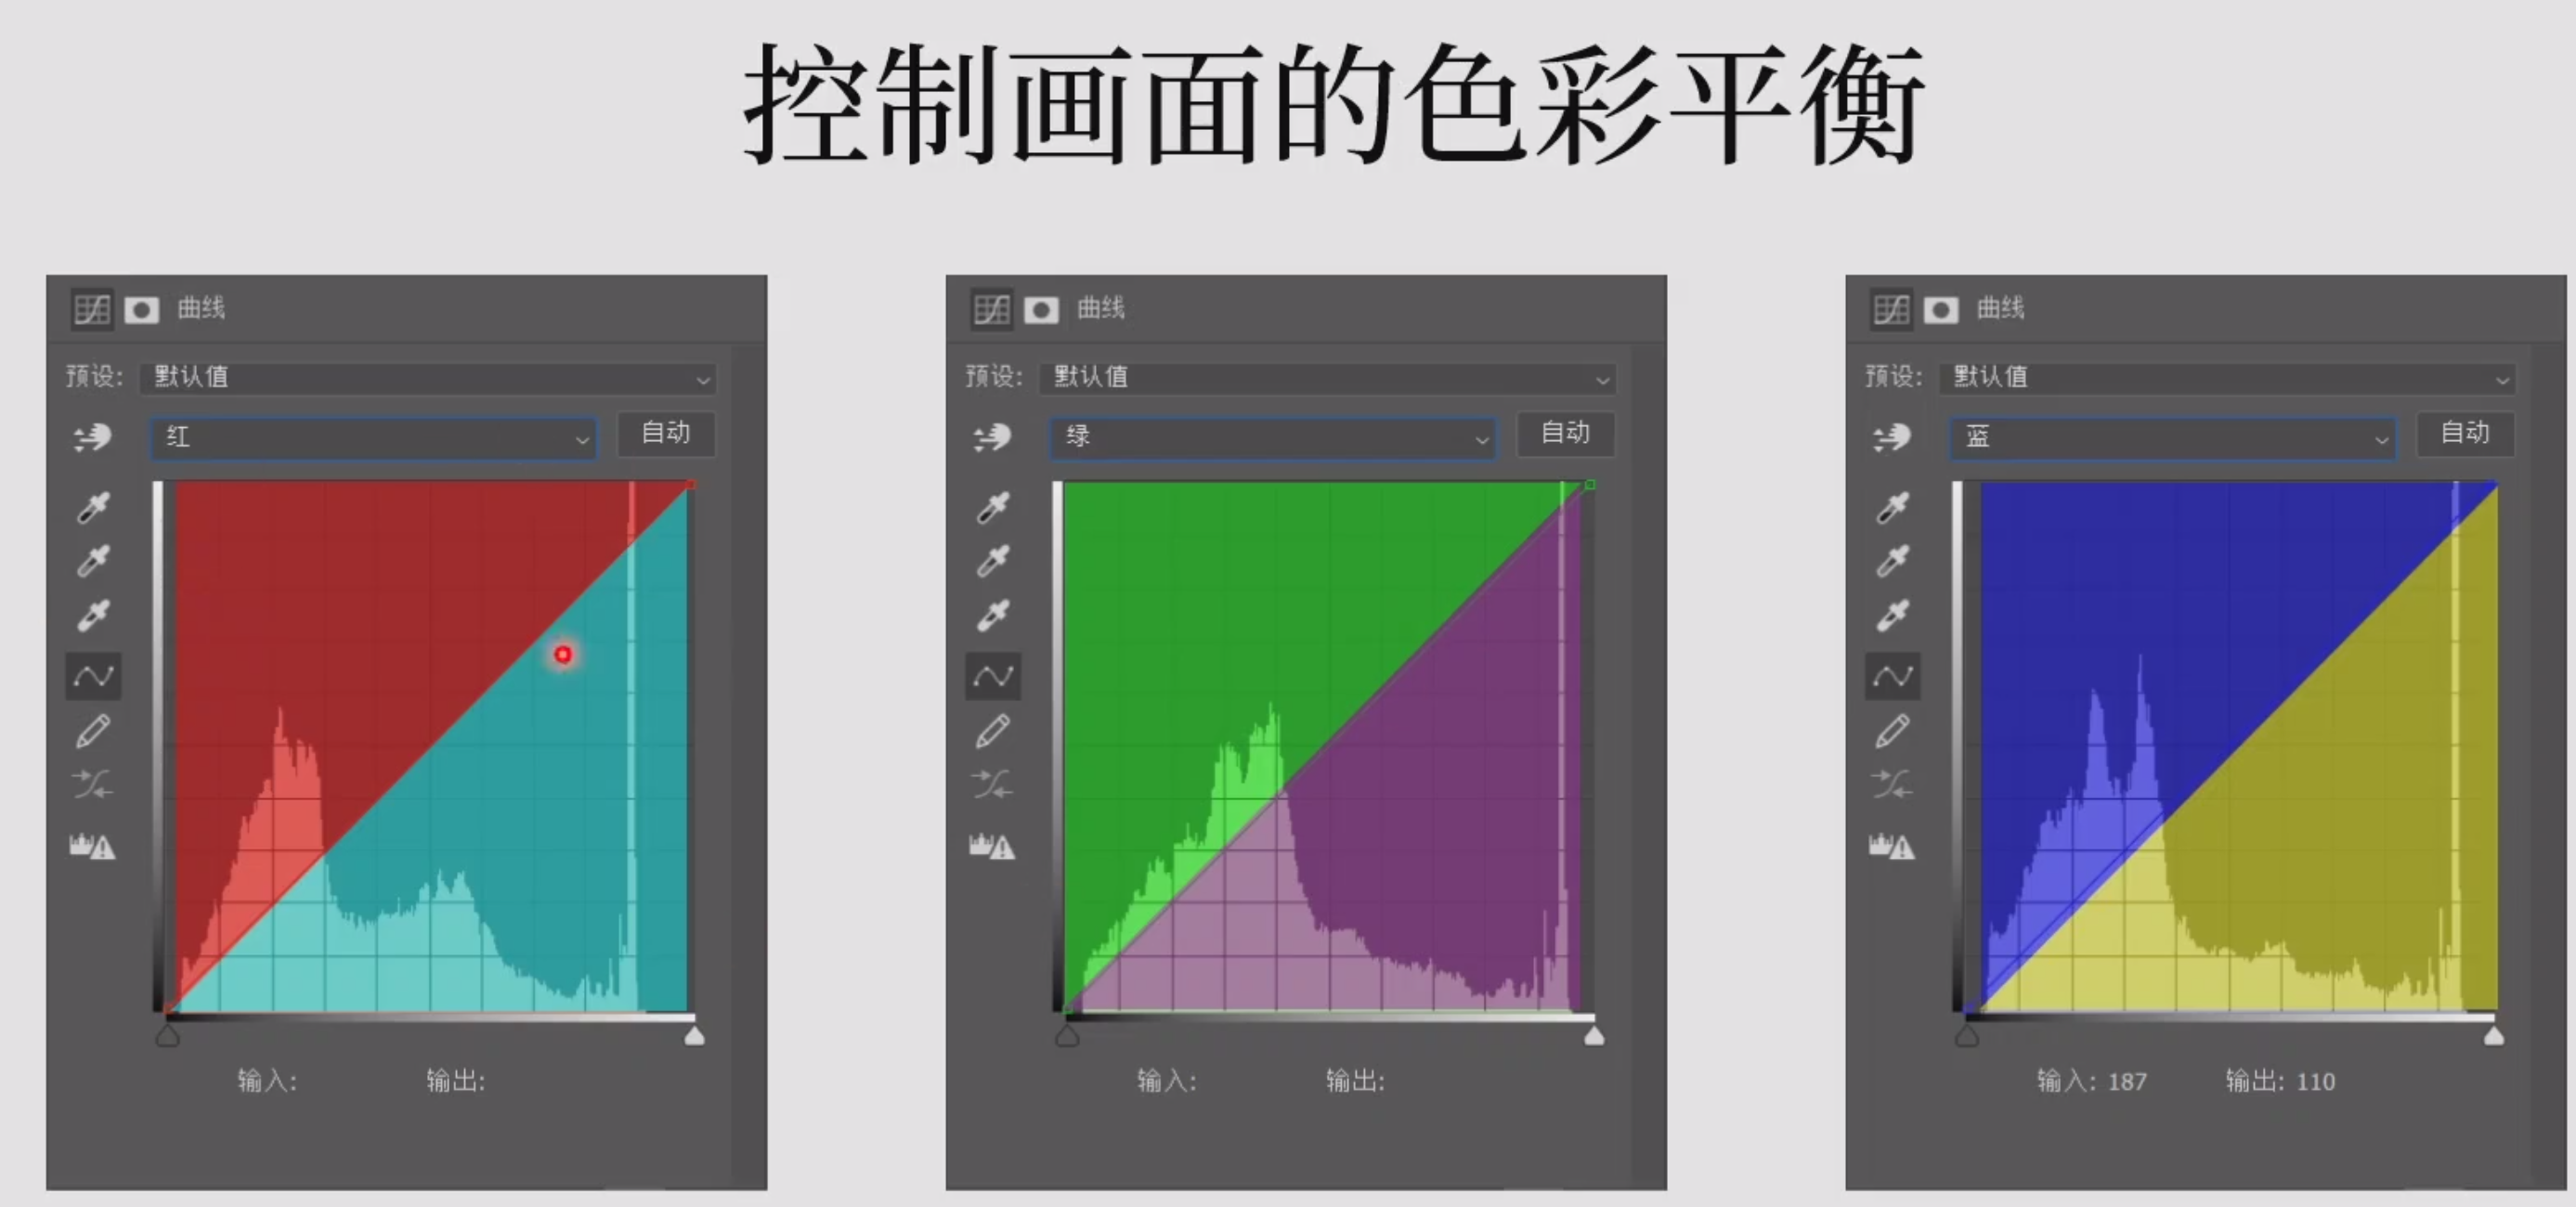 控制画面的色彩平衡
曲线
预设: 默认值
红 自动
输入: 输出:
曲线
预设: 默认值
绿 自动
输入: 输出:
曲线
预设: 默认值
蓝 自动
输入: 187 输出: 110